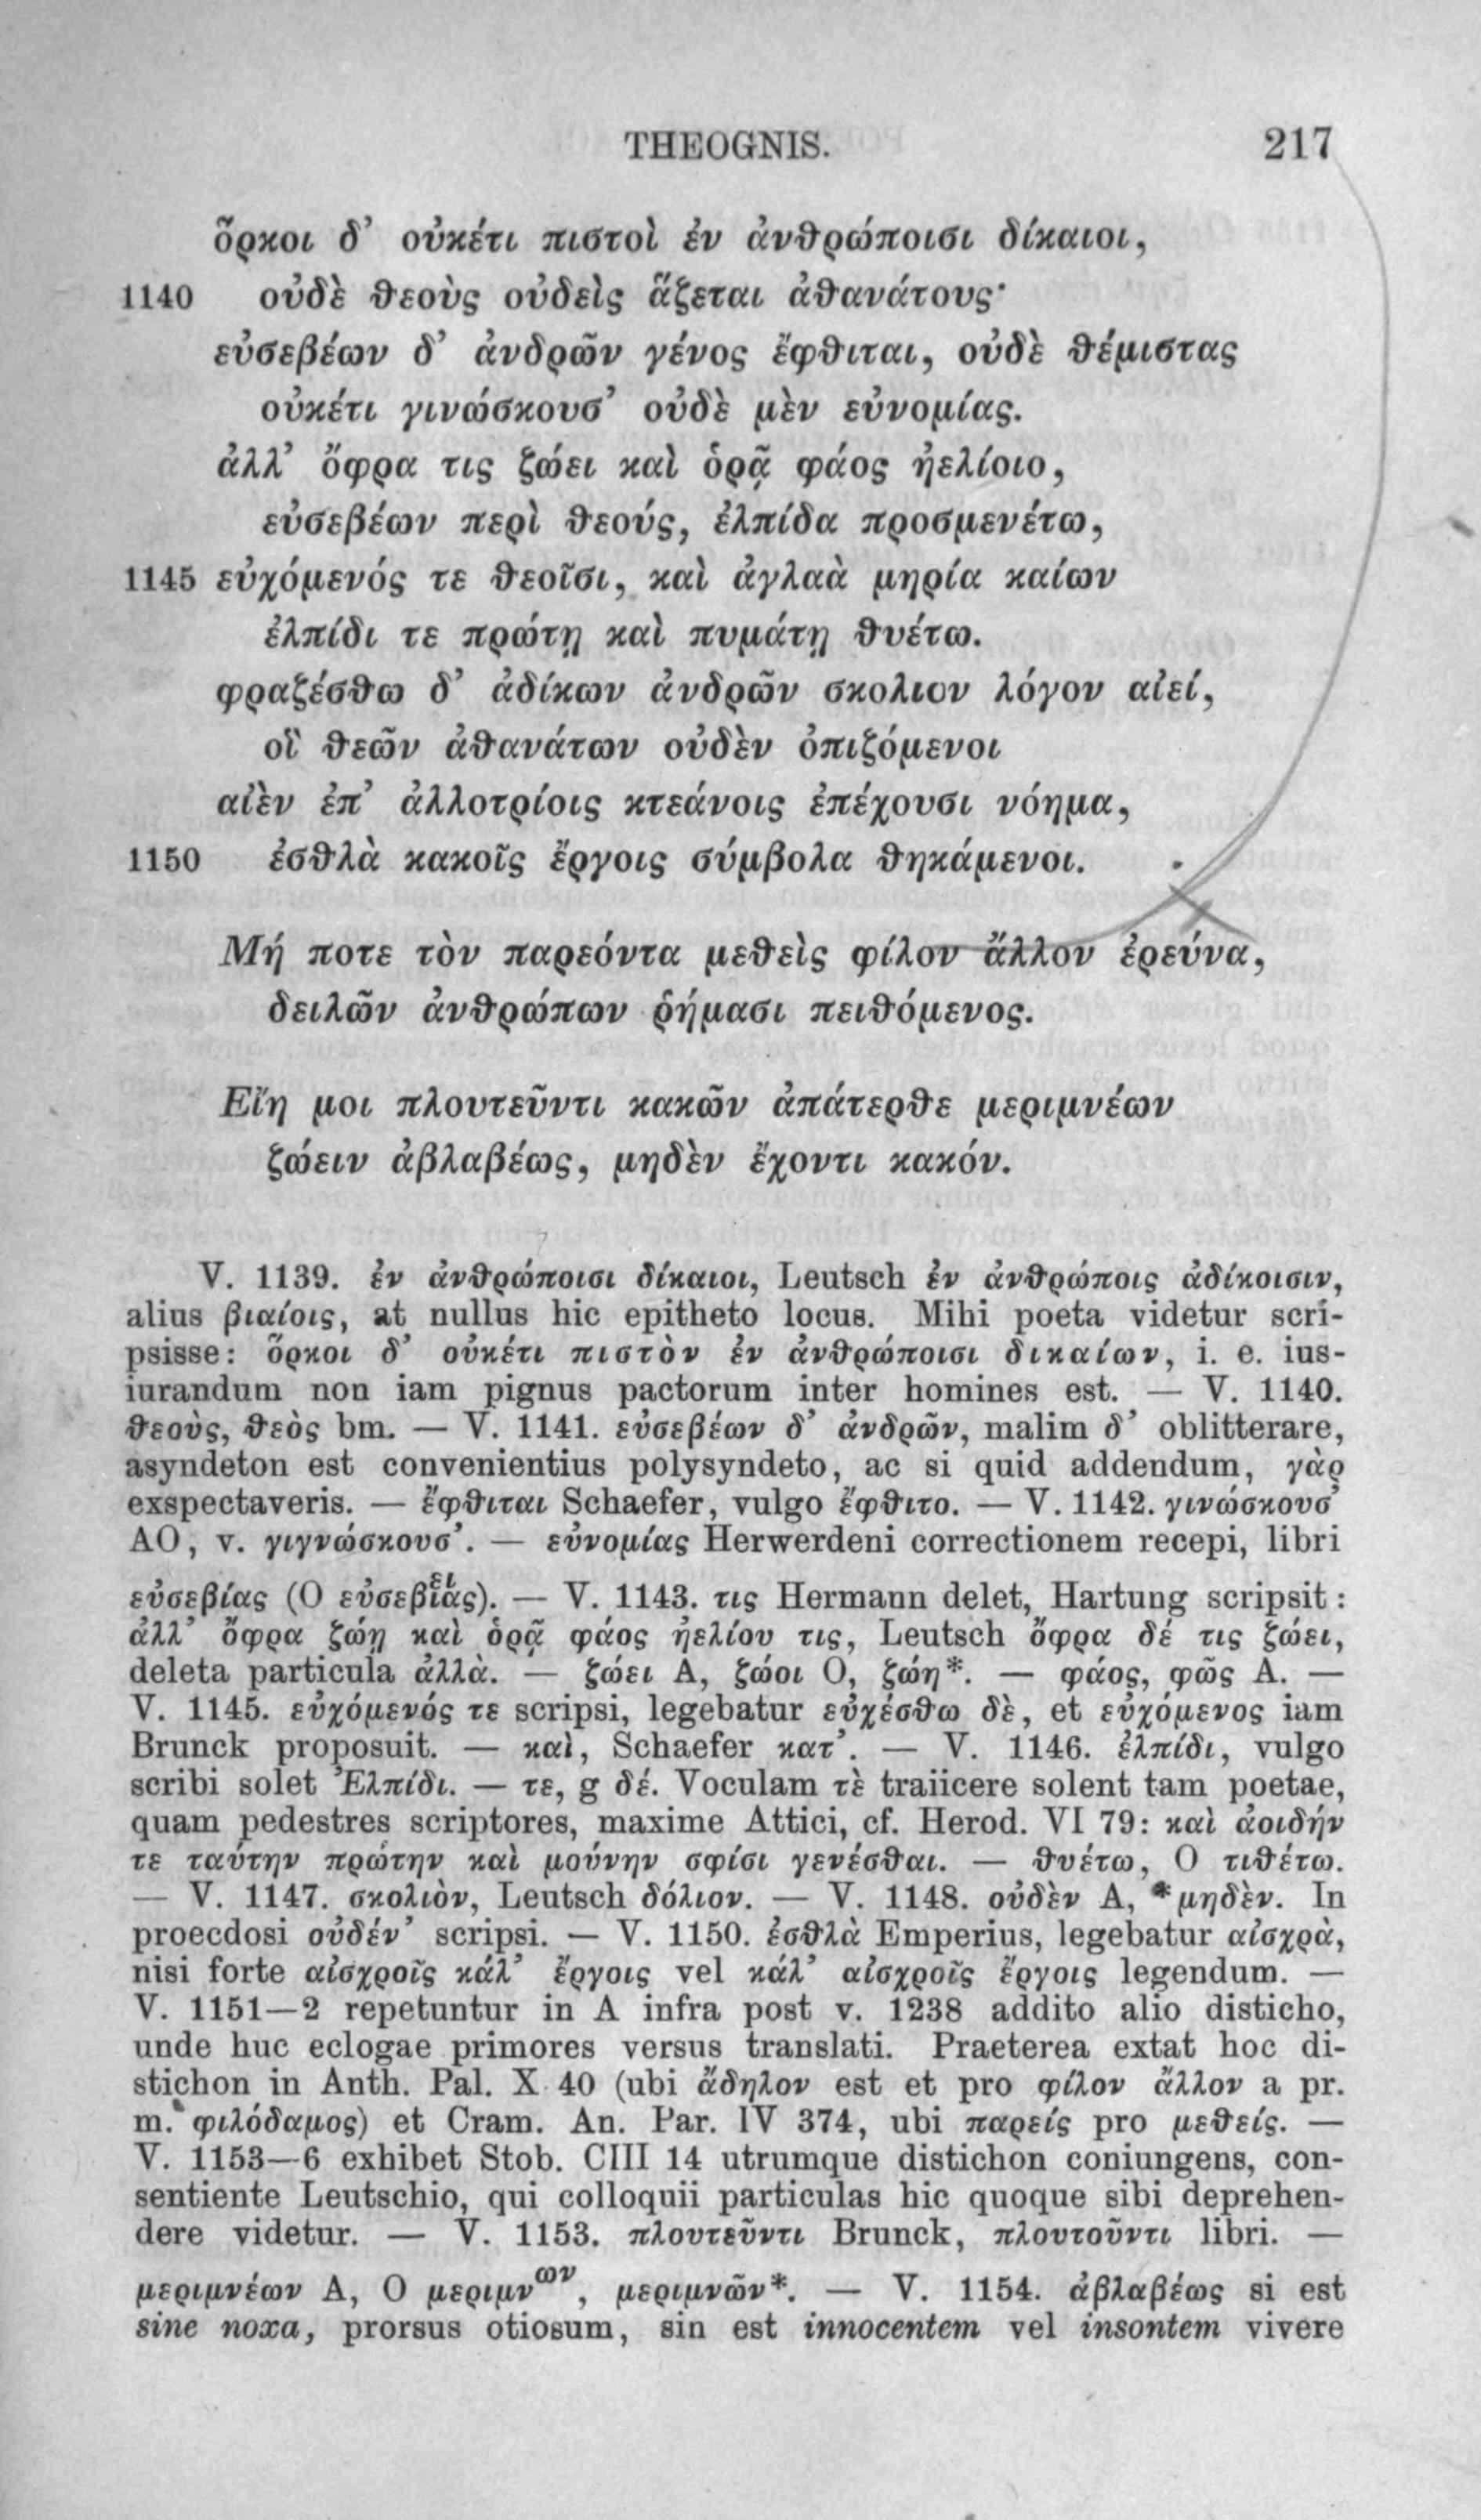 THEOGNIS. 217
ὅρκοι δ’ οὐκέτι πιστοὶ ἐν ἀνθρώποισι δίκαιοι,
1140 οὐδὲ θεοὺς οὐδεὶς ἅζεται ἀθανάτους·
εὐσεβέων δ’ ἀνδρῶν γένος ἔφθιται, οὐδὲ θέμιστας
οὐκέτι γινώσκουσ’ οὐδὲ μὲν εὐνομίας.
ἀλλ’ ὄφρα τις ζώει καὶ ὁρᾷ φάος ἠελίοιο,
εὐσεβέων περὶ θεούς, ἐλπίδα προσμενέτω,
1145 εὐχόμενός τε θεοῖσι, καὶ ἀγλαὰ μηρία καίων
ἐλπίδι τε πρώτῃ καὶ πυμάτῃ θυέτω.
φραζέσθω δ’ ἀδίκων ἀνδρῶν σκολιον λόγον αἰεί,
οἳ θεῶν ἀθανάτων οὐδὲν ὀπιζόμενοι
αἰὲν ἐπ’ ἀλλοτρίοις κτεάνοις ἐπέχουσι νόημα,
1150 ἐσθλὰ κακοῖς ἔργοις σύμβολα θηκάμενοι.
Μή ποτε τὸν παρεόντα μεθεὶς φίλον ἄλλον ἐρεύνα,
δειλῶν ἀνθρώπων ῥήμασι πειθόμενος.
Εἴη μοι πλουτεῦντι κακῶν ἀπάτερθε μεριμνέων
ζώειν ἀβλαβέως, μηδὲν ἔχοντι κακόν.
V. 1139. ἐν ἀνθρώποισι δίκαιοι, Leutsch ἐν ἀνθρώποις ἀδίκοισιν,
alius βιαίοις, at nullus hic epitheto locus. Mihi poeta videtur scri-
psisse: ὅρκοι δ’ οὐκέτι πιστὸν ἐν ἀνθρώποισι δικαίων, i. e. ius-
iurandum non iam pignus pactorum inter homines est. — V. 1140.
θεοὺς, θεὸς bm. — V. 1141. εὐσεβέων δ’ ἀνδρῶν, malim δ’ oblitterare,
asyndeton est convenientius polysyndeto, ac si quid addendum, γὰρ
exspectaveris. — ἔφθιται Schaefer, vulgo ἔφθιτο. — V. 1142. γινώσκουσ’
AO, v. γιγνώσκουσ’. — εὐνομίας Herwerdeni correctionem recepi, libri
εὐσεβίας (O εὐσεβίειας). — V. 1143. τις Hermann delet, Hartung scripsit:
ἀλλ’ ὄφρα ζώῃ καὶ ὁρᾷ φάος ἠελίου τις, Leutsch ὄφρα δέ τις ζώει,
deleta particula ἀλλὰ. — ζώει A, ζώοι O, ζώη*. — φάος, φῶς A. —
V. 1145. εὐχόμενός τε scripsi, legebatur εὐχέσθω δὲ, et εὐχόμενος iam
Brunck proposuit. — καὶ, Schaefer κατ’. — V. 1146. ἐλπίδι, vulgo
scribi solet Ἐλπίδι. — τε, g δέ. Voculam τὲ traiicere solent tam poetae,
quam pedestres scriptores, maxime Attici, cf. Herod. VI 79: καὶ ἀοιδήν
τε ταύτην πρώτην καὶ μούνην σφίσι γενέσθαι. — θυέτω, O τιθέτω.
— V. 1147. σκολιὸν, Leutsch δόλιον. — V. 1148. οὐδὲν A, *μηδὲν. In
proecdosi οὐδέν’ scripsi. — V. 1150. ἐσθλὰ Emperius, legebatur αἰσχρὰ,
nisi forte αἰσχροῖς κάλ’ ἔργοις vel κάλ’ αἰσχροῖς ἔργοις legendum. —
V. 1151—2 repetuntur in A infra post v. 1238 addito alio disticho,
unde huc eclogae primores versus translati. Praeterea extat hoc di-
stichon in Anth. Pal. X 40 (ubi ἄδηλον est et pro φίλον ἄλλον a pr.
m. φιλόδαμος) et Cram. An. Par. IV 374, ubi παρείς pro μεθείς. —
V. 1153—6 exhibet Stob. CIII 14 utrumque distichon coniungens, con-
sentiente Leutschio, qui colloquii particulas hic quoque sibi deprehen-
dere videtur. — V. 1153. πλουτεῦντι Brunck, πλουτοῦντι libri. —
μεριμνέων A, O μεριμνων, μεριμνῶν*. — V. 1154. ἀβλαβέως si est
sine noxa, prorsus otiosum, sin est innocentem vel insontem vivere